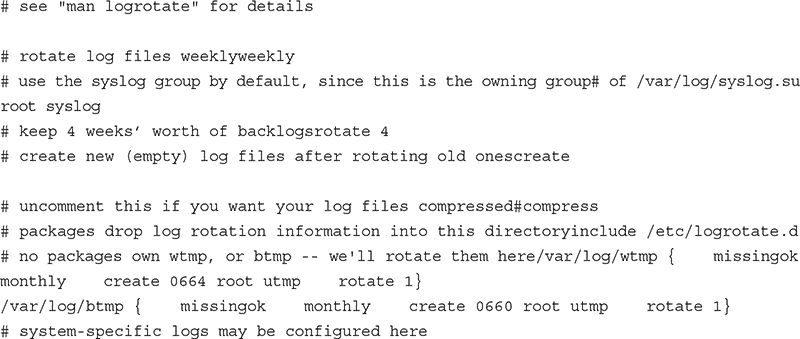 # see "man logrotate" for details
# rotate log files weeklyweekly
# use the syslog group by default, since this is the owning group# of /var/log/syslog.su
root syslog
# keep 4 weeks’ worth of backlogsrotate 4
# create new (empty) log files after rotating old onescreate
# uncomment this if you want your log files compressed#compress
# packages drop log rotation information into this directoryinclude /etc/logrotate.d
# no packages own wtmp, or btmp -- we'll rotate them here/var/log/wtmp {    missingok
monthly    create 0664 root utmp    rotate 1}
/var/log/btmp {    missingok    monthly    create 0660 root utmp    rotate 1}
# system-specific logs may be configured here